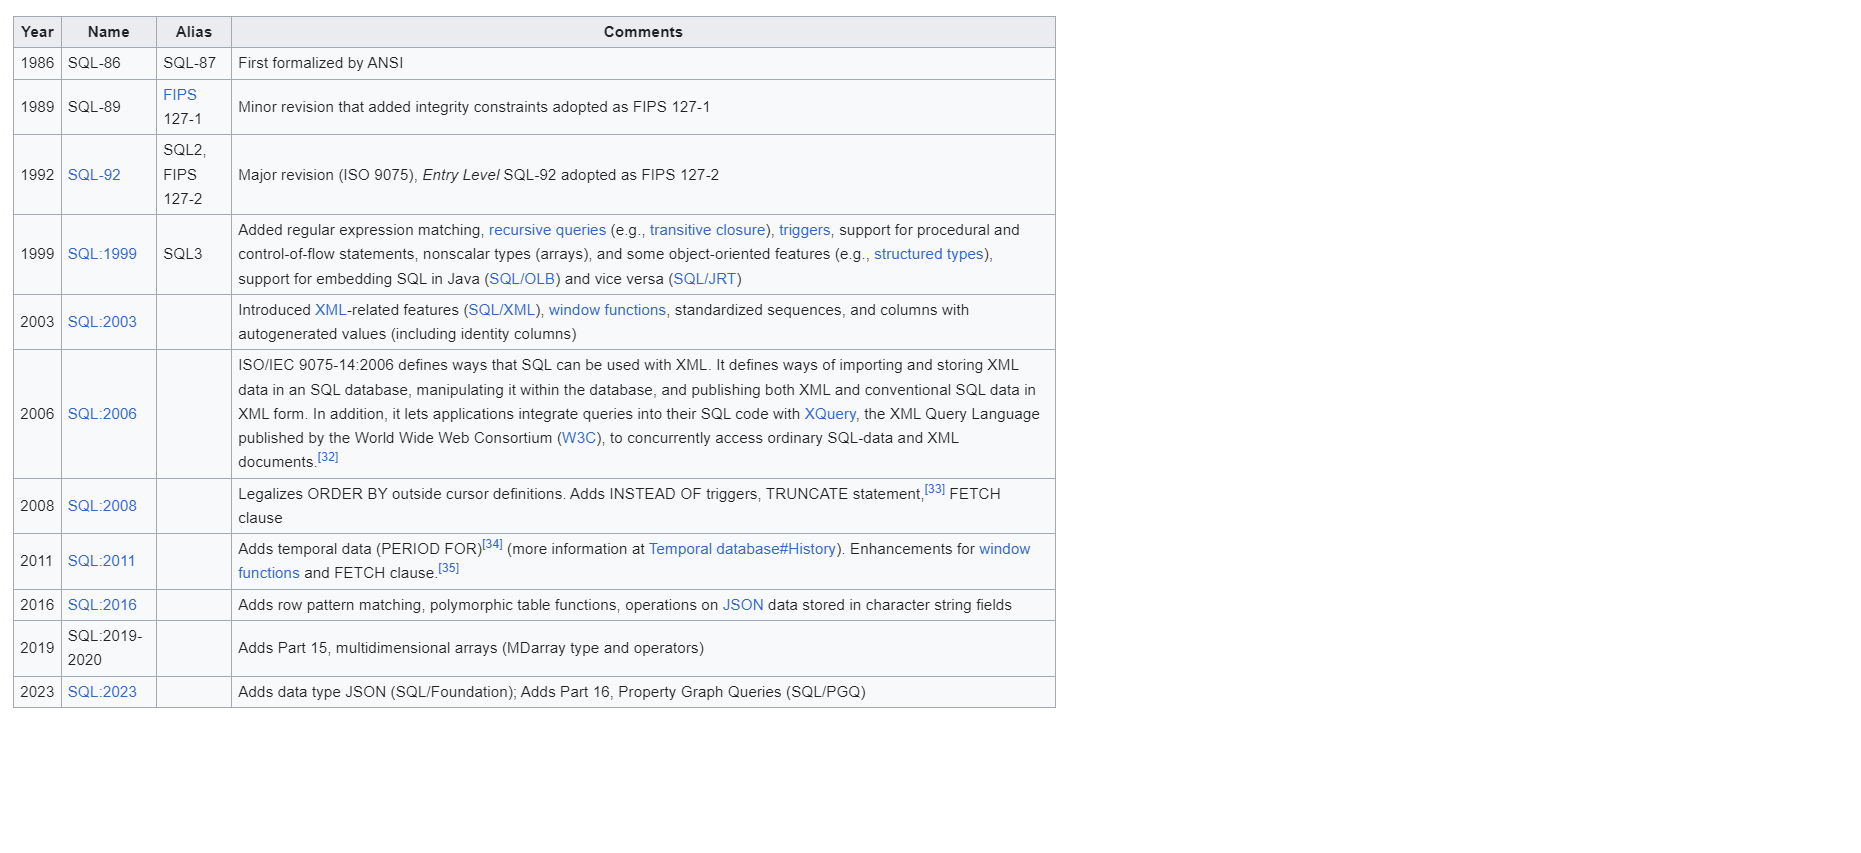 Year Name Alias Comments
1986 SQL-86 SQL-87 First formalized by ANSI
1989 SQL-89 FIPS
127-1 Minor revision that added integrity constraints adopted as FIPS 127-1
1992 SQL-92 SQL2,
FIPS
127-2 Major revision (ISO 9075), Entry Level SQL-92 adopted as FIPS 127-2
1999 SQL:1999 SQL3 Added regular expression matching, recursive queries (e.g., transitive closure), triggers, support for procedural and
control-of-flow statements, nonscalar types (arrays), and some object-oriented features (e.g., structured types),
support for embedding SQL in Java (SQL/OLB) and vice versa (SQL/JRT)
2003 SQL:2003 Introduced XML-related features (SQL/XML), window functions, standardized sequences, and columns with
autogenerated values (including identity columns)
2006 SQL:2006 ISO/IEC 9075-14:2006 defines ways that SQL can be used with XML. It defines ways of importing and storing XML
data in an SQL database, manipulating it within the database, and publishing both XML and conventional SQL data in
XML form. In addition, it lets applications integrate queries into their SQL code with XQuery, the XML Query Language
published by the World Wide Web Consortium (W3C), to concurrently access ordinary SQL-data and XML
documents.[32]
2008 SQL:2008 Legalizes ORDER BY outside cursor definitions. Adds INSTEAD OF triggers, TRUNCATE statement,[33] FETCH
clause
2011 SQL:2011 Adds temporal data (PERIOD FOR)[34] (more information at Temporal database#History). Enhancements for window
functions and FETCH clause.[35]
2016 SQL:2016 Adds row pattern matching, polymorphic table functions, operations on JSON data stored in character string fields
2019 SQL:2019-
2020 Adds Part 15, multidimensional arrays (MDarray type and operators)
2023 SQL:2023 Adds data type JSON (SQL/Foundation); Adds Part 16, Property Graph Queries (SQL/PGQ)